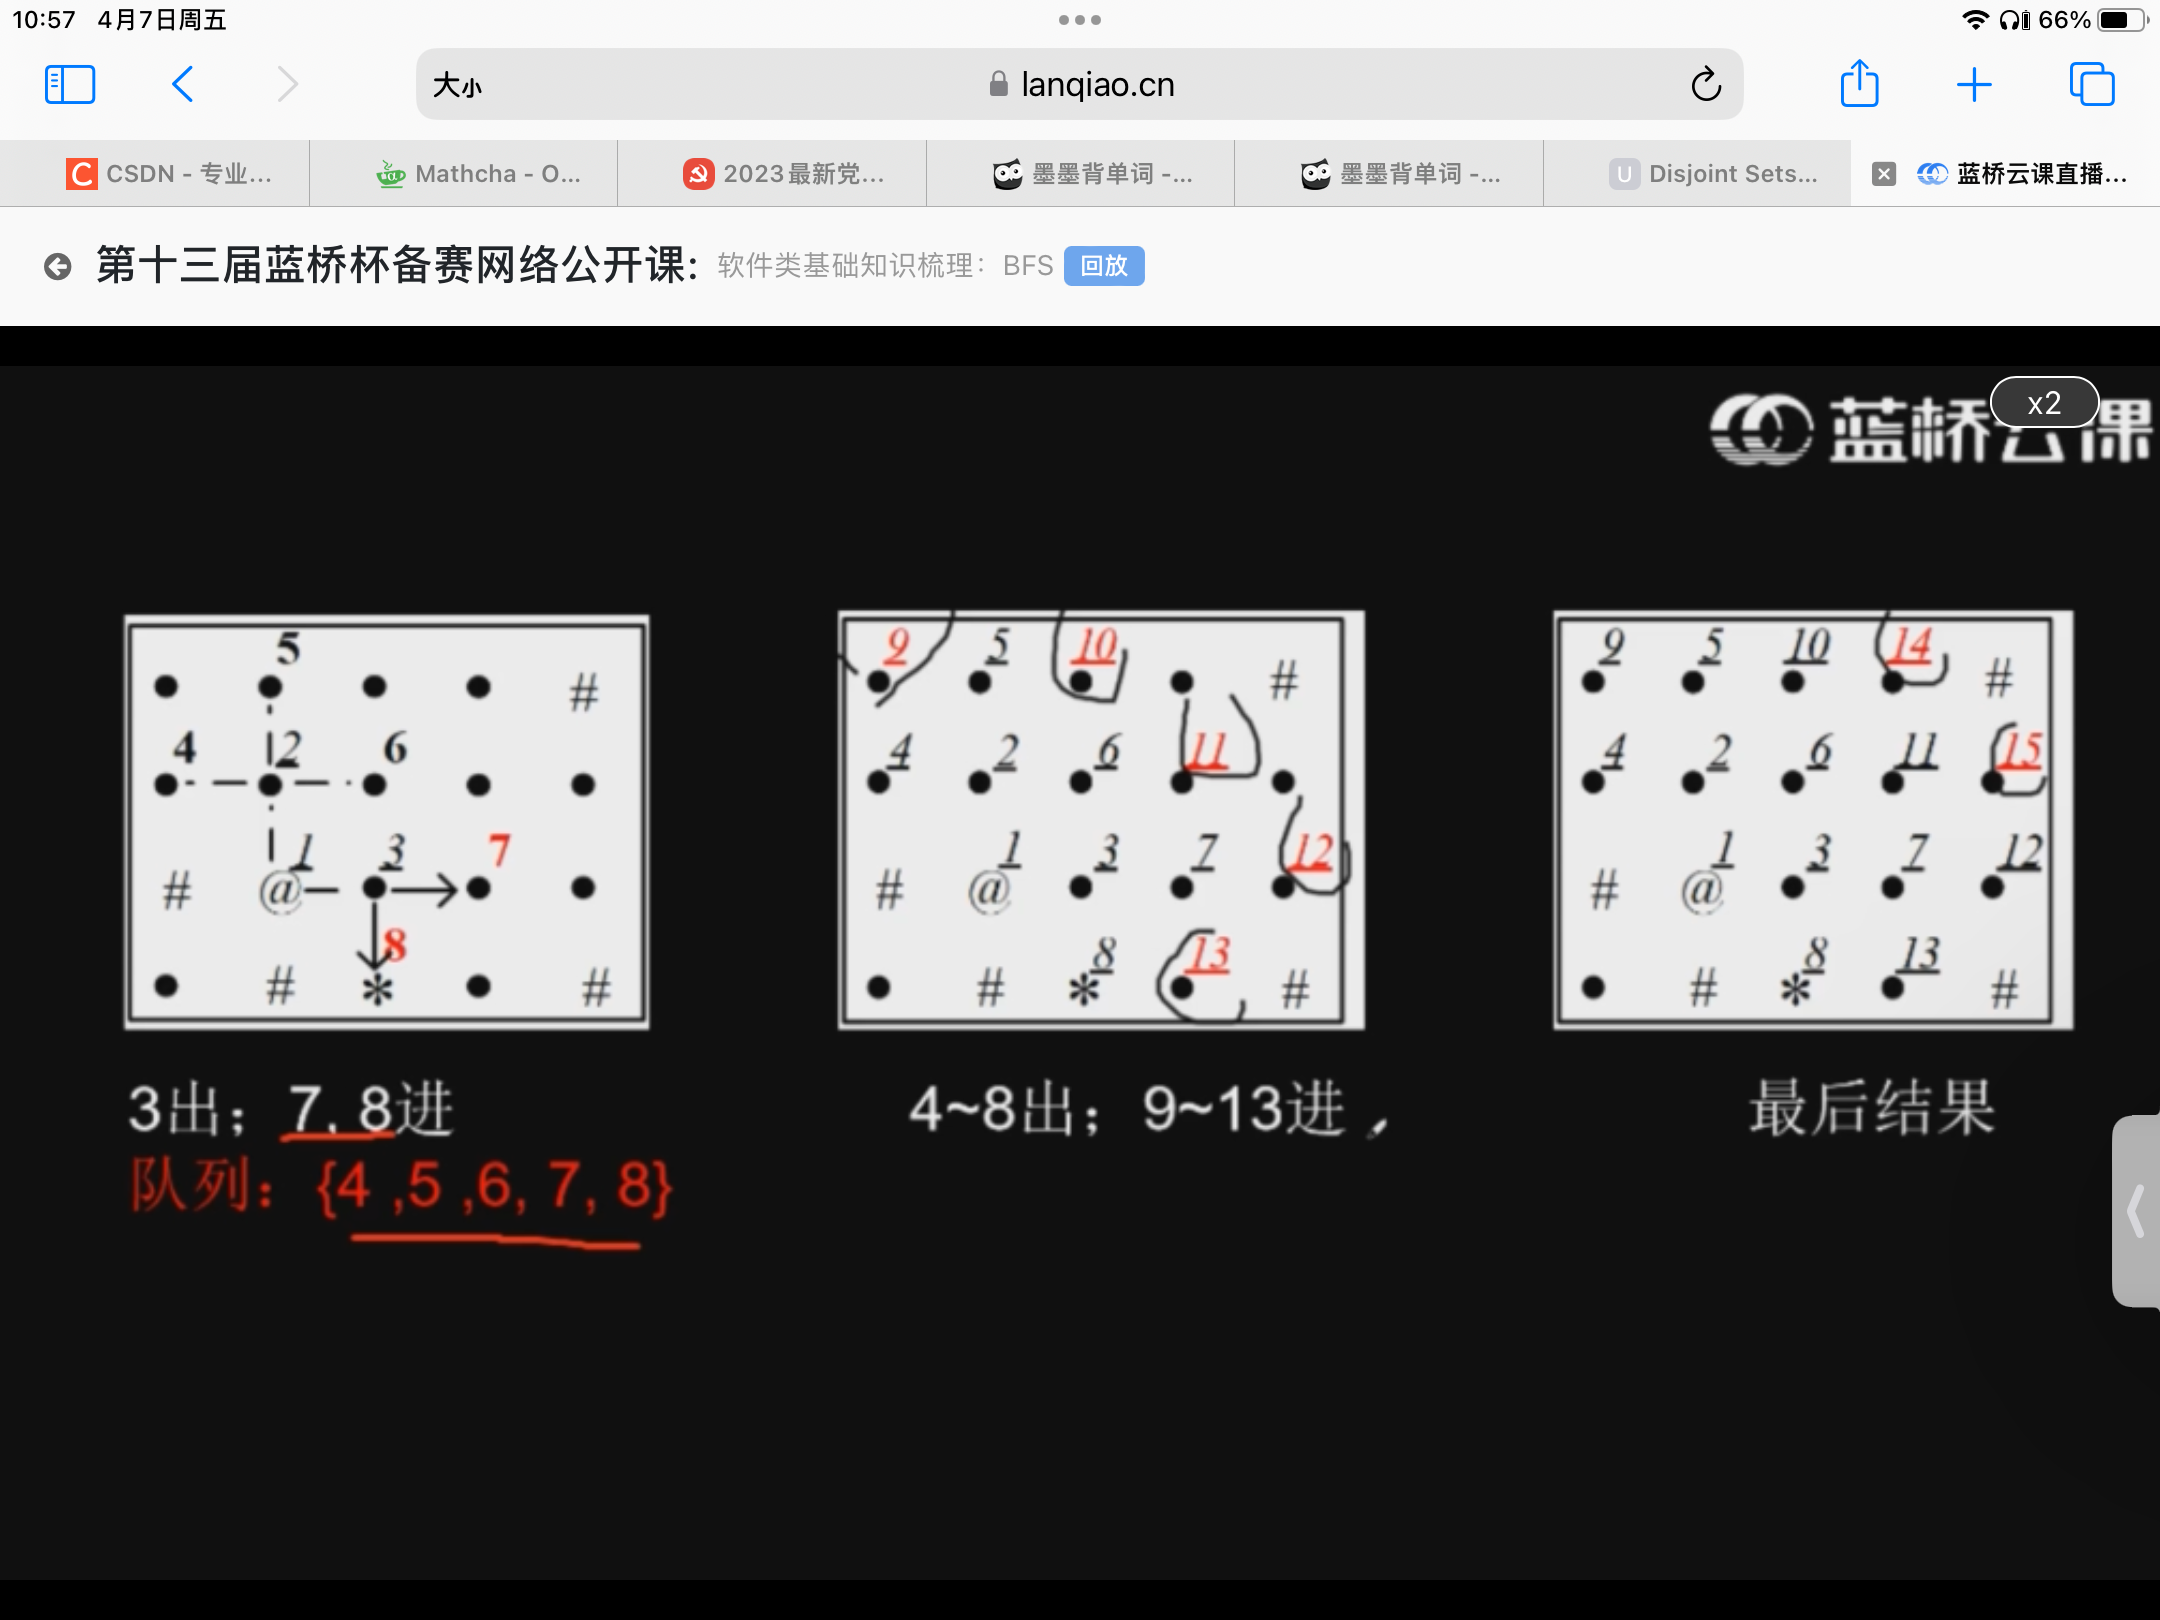 10:57 4月7日周五
66%
大小
lanqiao.cn
CSDN - 专业...
Mathcha - O...
2023最新党...
墨墨背单词 -...
墨墨背单词 -...
U Disjoint Sets...
蓝桥云课直播...
第十三届蓝桥杯备赛网络公开课: 软件类基础知识梳理：BFS 回放
蓝桥云课
x2
5
#
4 2 6
1 3 7
# @
8
# * #
3出；7, 8进
队列：{4 ,5 ,6, 7, 8}
9 5 10
#
4 2 6 11
1 3 7 12
# @
8 13
# * #
4~8出；9~13进
9 5 10 14
#
4 2 6 11 15
1 3 7 12
# @
8 13
# * #
最后结果